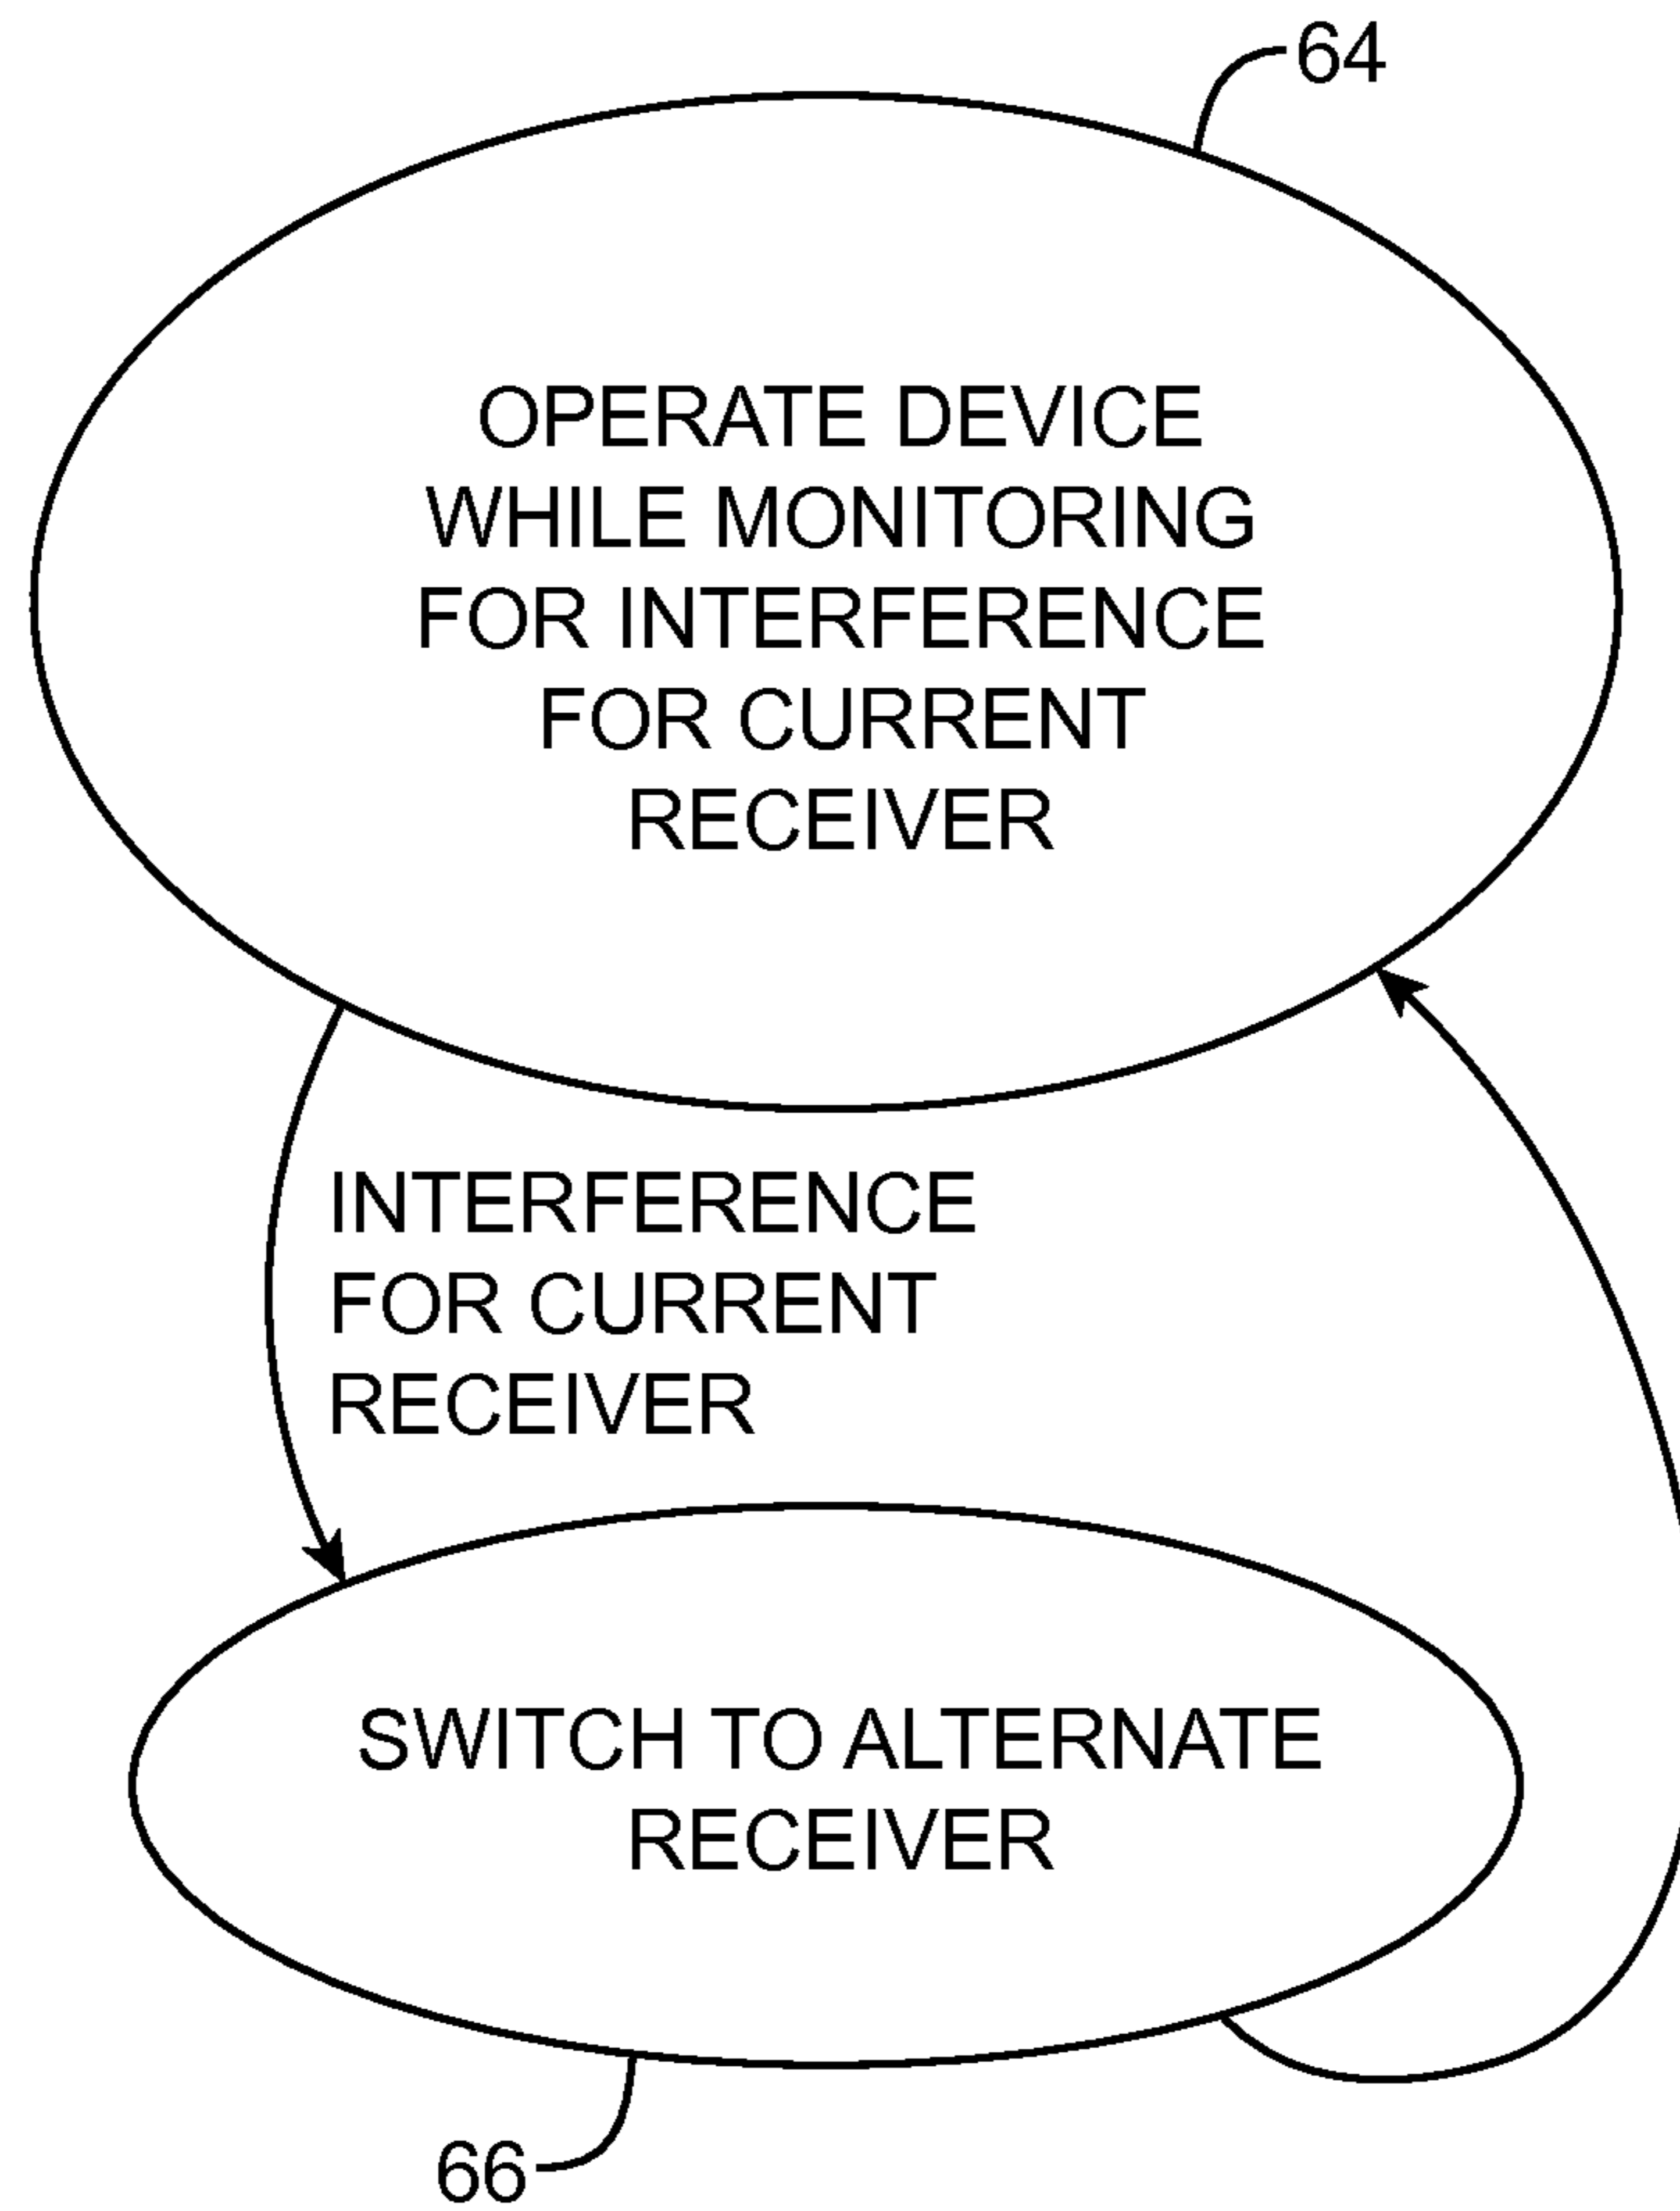 64
OPERATE DEVICE
WHILE MONITORING
FOR INTERFERENCE
FOR CURRENT
RECEIVER
INTERFERENCE
FOR CURRENT
RECEIVER
SWITCH TO ALTERNATE
RECEIVER
66